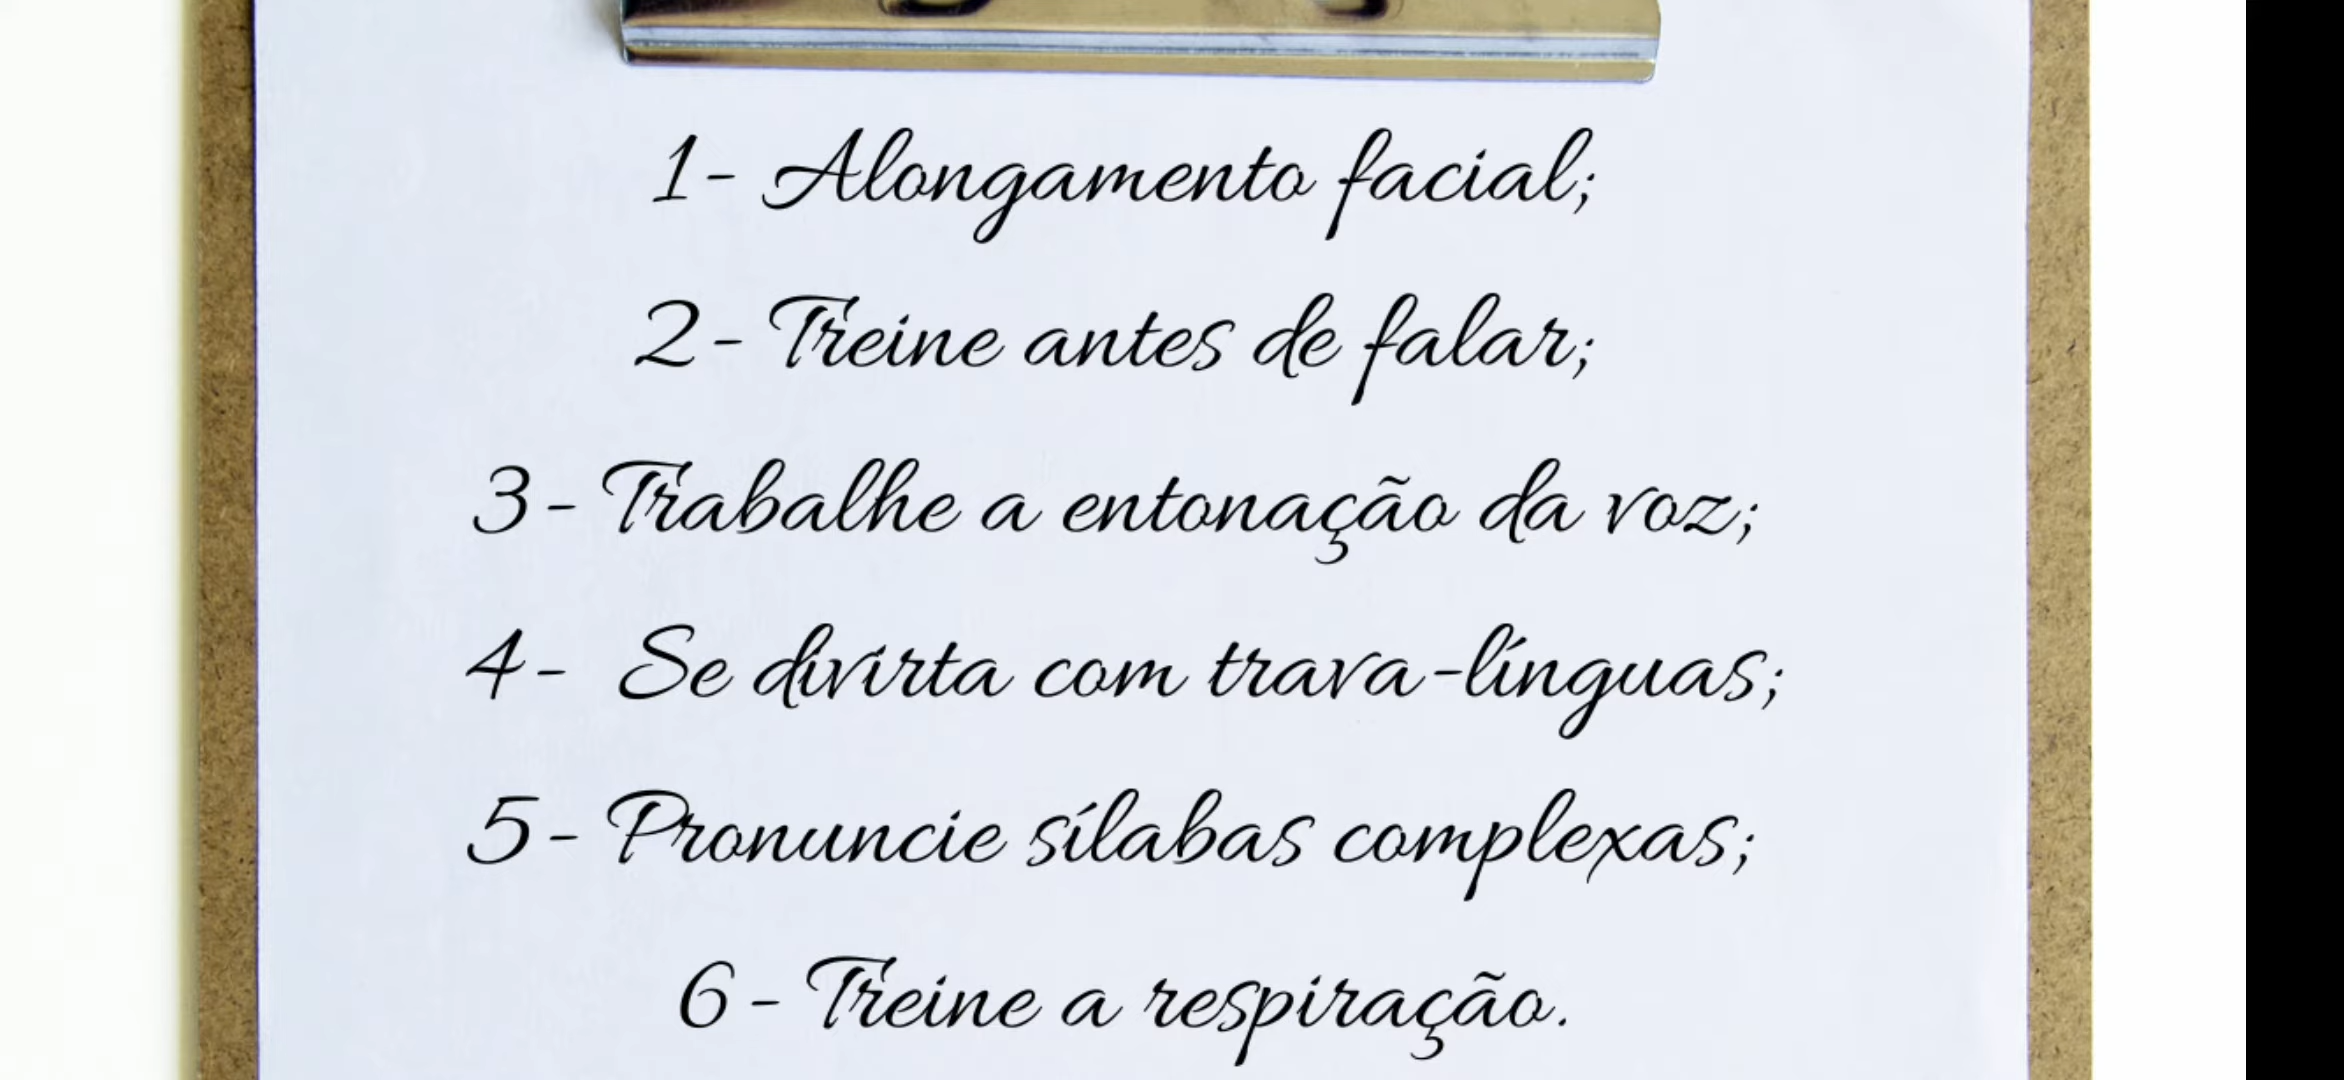 1- Alongamento facial;
2- Treine antes de falar;
3- Trabalhe a entonação da voz;
4- Se divirta com trava-línguas;
5- Pronuncie sílabas complexas;
6- Treine a respiração.